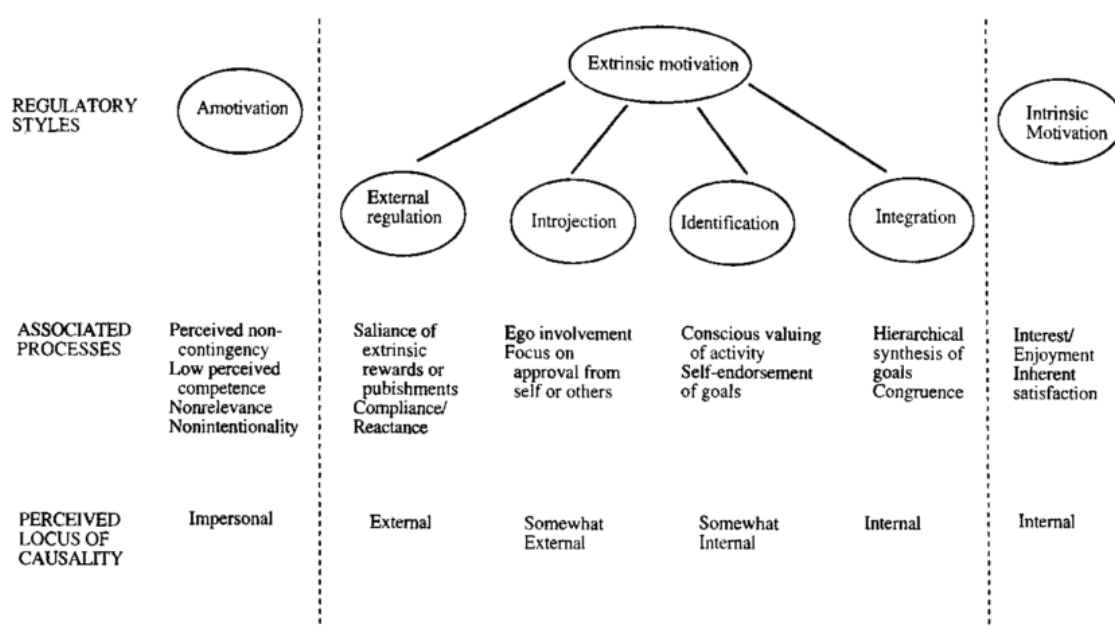 Extrinsic motivation
REGULATORY
STYLES
Amotivation
Intrinsic
Motivation
External
regulation
Introjection
Identification
Integration
ASSOCIATED
PROCESSES
Perceived non-
contingency
Low perceived
competence
Nonrelevance
Nonintentionality
Saliance of
extrinsic
rewards or
pubishments
Compliance/
Reactance
Ego involvement
Focus on
approval from
self or others
Conscious valuing
of activity
Self-endorsement
of goals
Hierarchical
synthesis of
goals
Congruence
Interest/
Enjoyment
Inherent
satisfaction
PERCEIVED
LOCUS OF
CAUSALITY
Impersonal
External
Somewhat
External
Somewhat
Internal
Internal
Internal